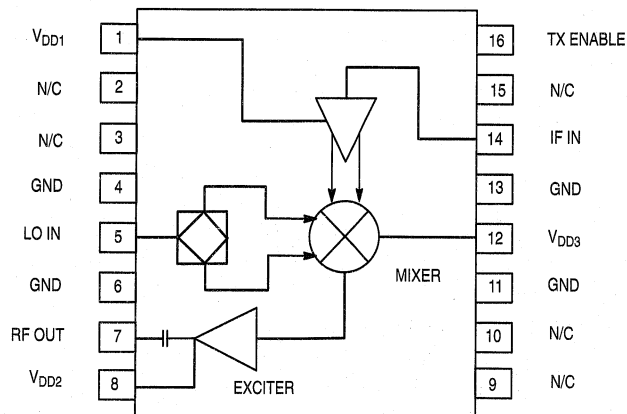 VDD1 1 16 TX ENABLE
N/C 2 15 N/C
N/C 3 14 IF IN
GND 4 13 GND
LO IN 5 12 VDD3
MIXER
GND 6 11 GND
RF OUT 7 10 N/C
VDD2 8 9 N/C
EXCITER